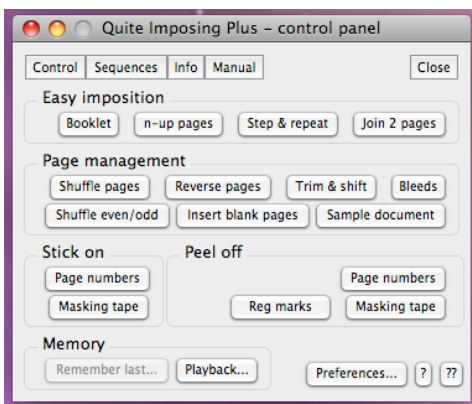 Quite Imposing Plus - control panel
Control Sequences Info Manual Close
Easy imposition
Booklet n-up pages Step & repeat Join 2 pages
Page management
Shuffle pages Reverse pages Trim & shift Bleeds
Shuffle even/odd Insert blank pages Sample document
Stick on Peel off
Page numbers Page numbers
Masking tape Reg marks Masking tape
Memory
Remember last... Playback... Preferences... ? ??